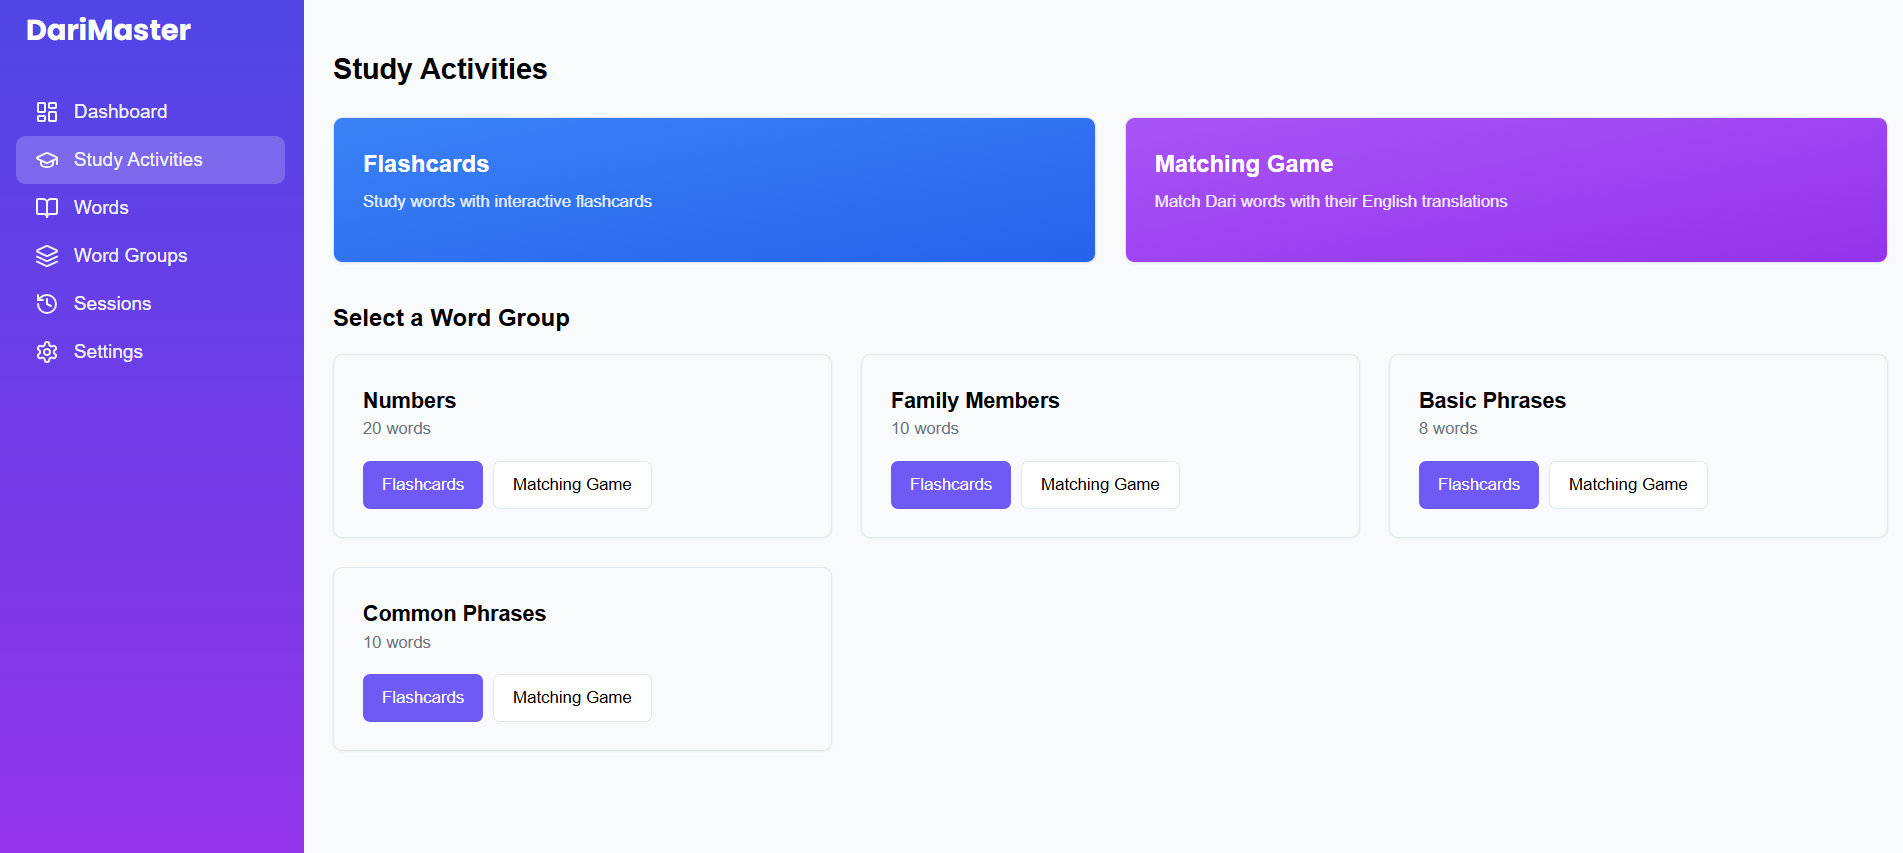 DariMaster
Dashboard
Study Activities
Words
Word Groups
Sessions
Settings
Study Activities
Flashcards
Study words with interactive flashcards
Matching Game
Match Dari words with their English translations
Select a Word Group
Numbers
20 words
Flashcards
Matching Game
Family Members
10 words
Flashcards
Matching Game
Basic Phrases
8 words
Flashcards
Matching Game
Common Phrases
10 words
Flashcards
Matching Game